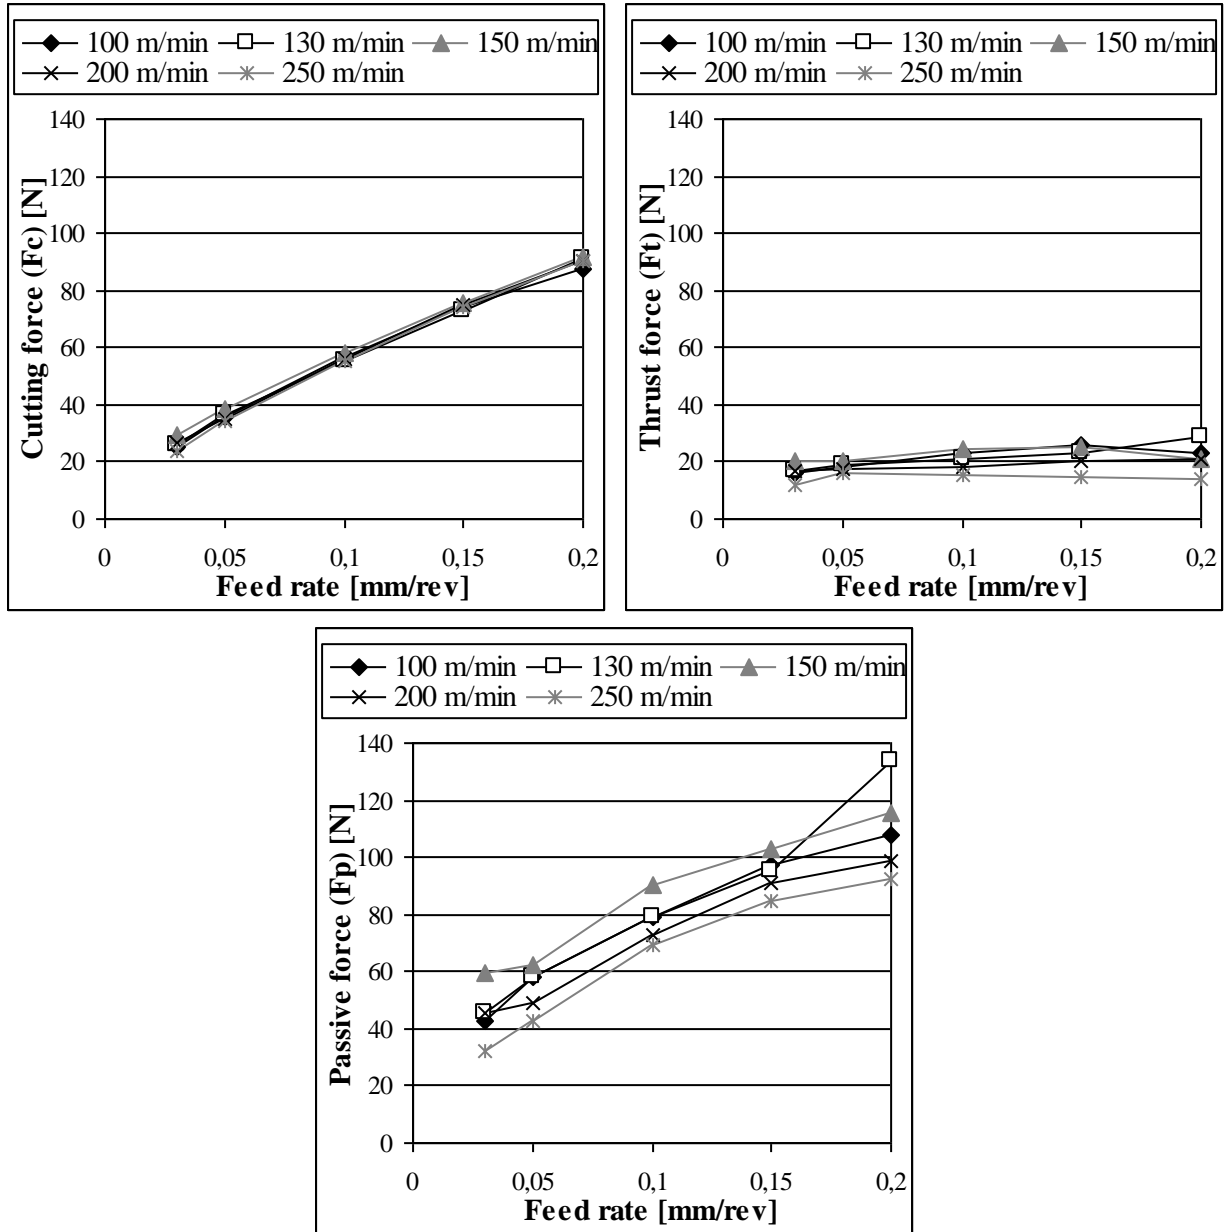 100 m/min 130 m/min 150 m/min
200 m/min 250 m/min
Cutting force (Fc) [N]
140
120
100
80
60
40
20
0
0 0,05 0,1 0,15 0,2
Feed rate [mm/rev]
100 m/min 130 m/min 150 m/min
200 m/min 250 m/min
Thrust force (Ft) [N]
140
120
100
80
60
40
20
0
0 0,05 0,1 0,15 0,2
Feed rate [mm/rev]
100 m/min 130 m/min 150 m/min
200 m/min 250 m/min
Passive force (Fp) [N]
140
120
100
80
60
40
20
0
0 0,05 0,1 0,15 0,2
Feed rate [mm/rev]